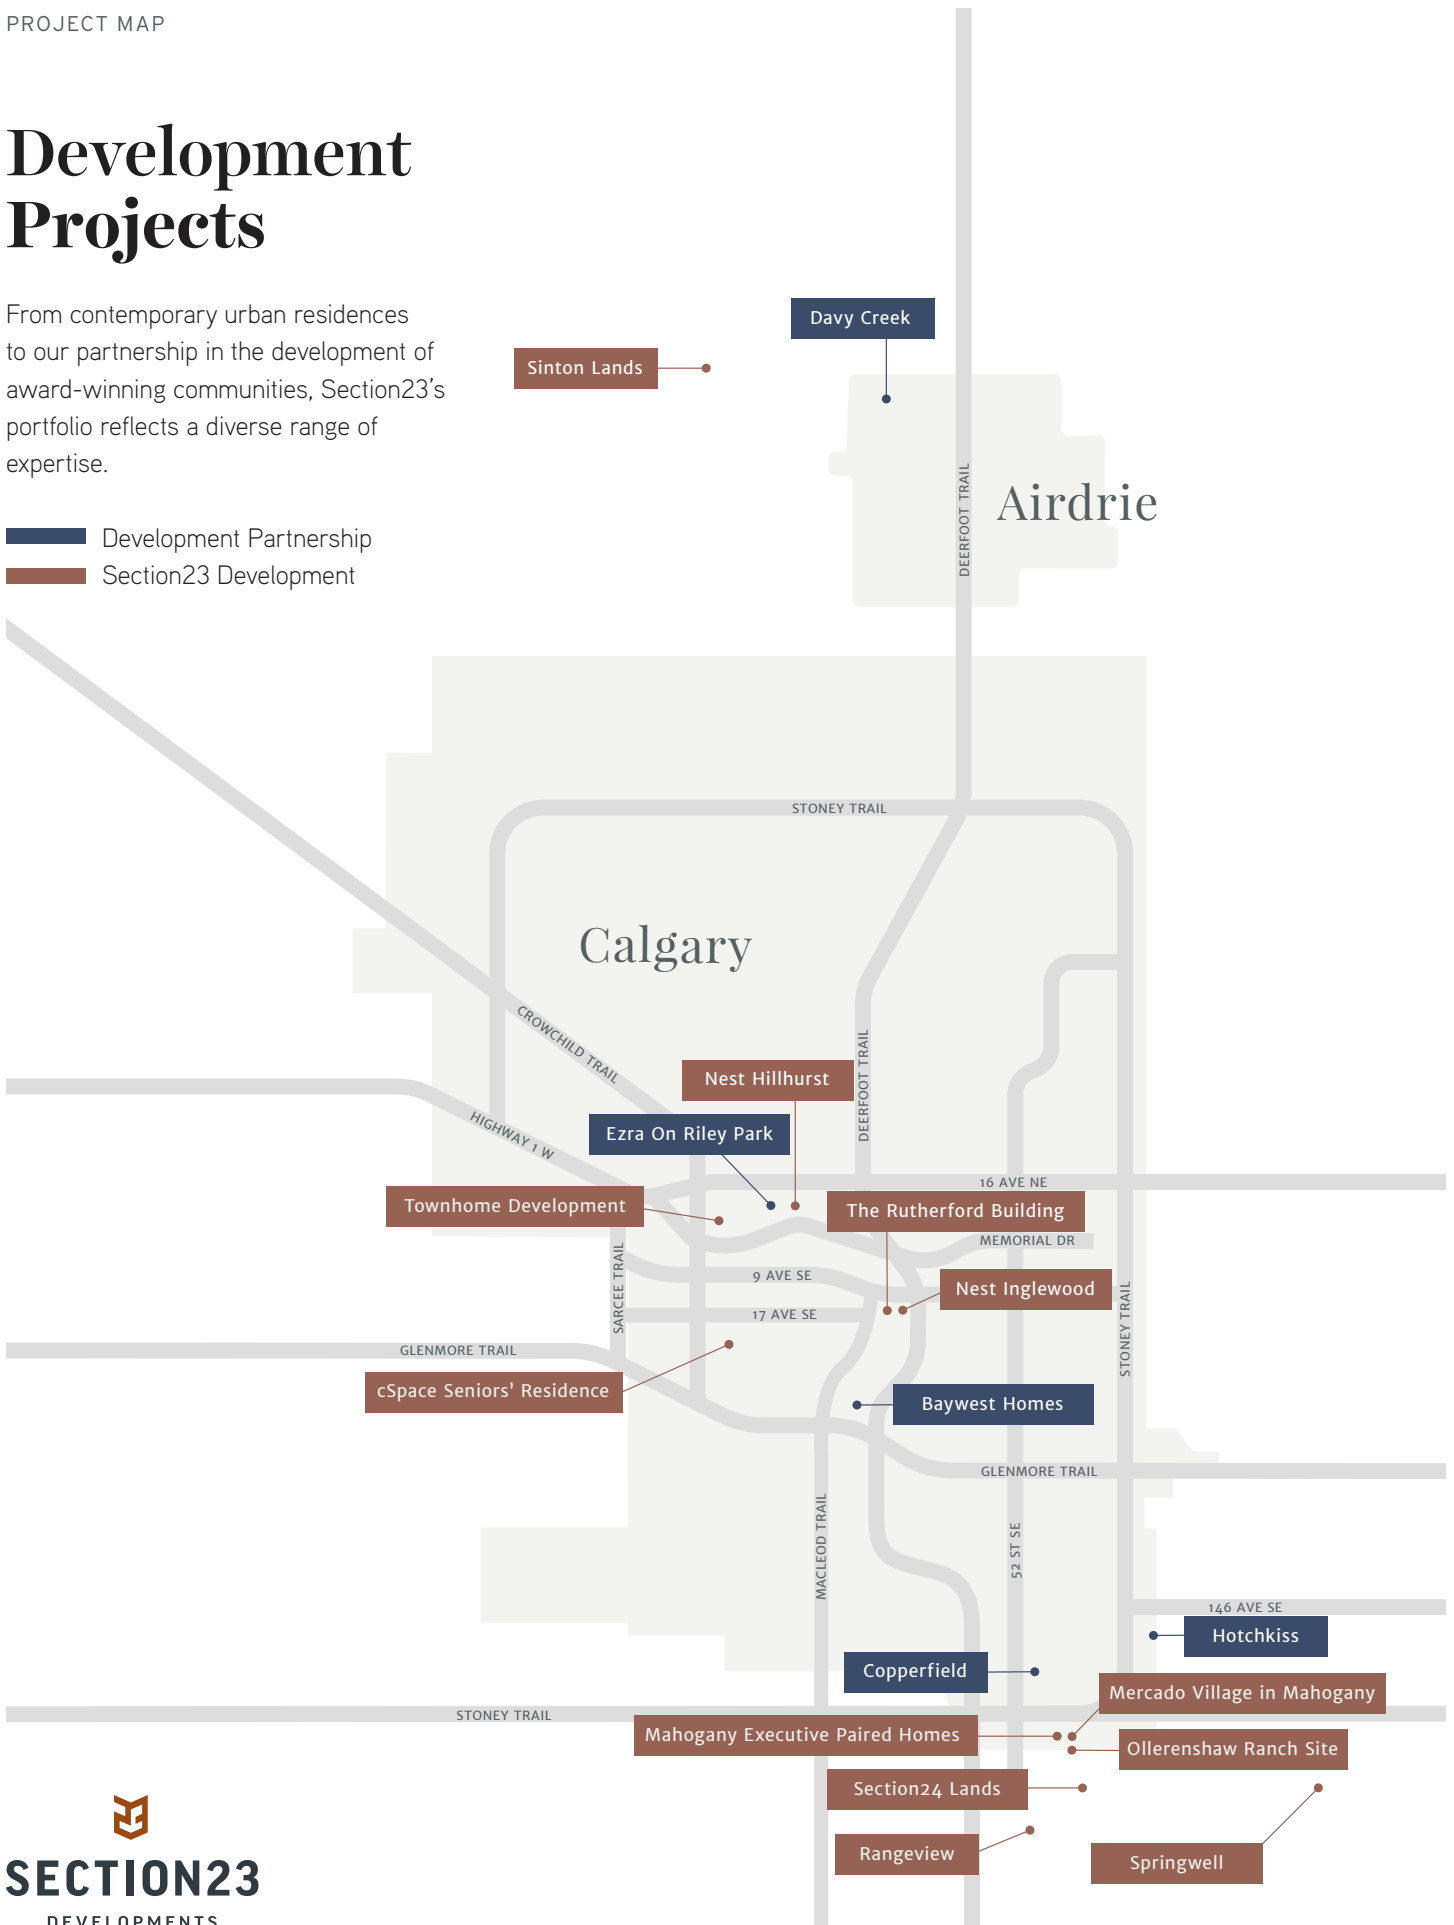 PROJECT MAP
Development
Projects
From contemporary urban residences
to our partnership in the development of
award-winning communities, Section23's
portfolio reflects a diverse range of
expertise.
Development Partnership
Section23 Development
Davy Creek
Sinton Lands
DEERFOOT TRAIL
Airdrie
STONEY TRAIL
Calgary
CROWCHILD TRAIL
DEERFOOT TRAIL
Nest Hillhurst
HIGHWAY 1 W
Ezra On Riley Park
16 AVE NE
Townhome Development
The Rutherford Building
MEMORIAL DR
SARCEE TRAIL
9 AVE SE
Nest Inglewood
17 AVE SE
STONEY TRAIL
GLENMORE TRAIL
cSpace Seniors' Residence
Baywest Homes
GLENMORE TRAIL
MACLEOD TRAIL
52 ST SE
146 AVE SE
Hotchkiss
Copperfield
Mercado Village in Mahogany
STONEY TRAIL
Mahogany Executive Paired Homes
Ollerenshaw Ranch Site
Section24 Lands
Rangeview
Springwell
SECTION23
DEVELOPMENTS